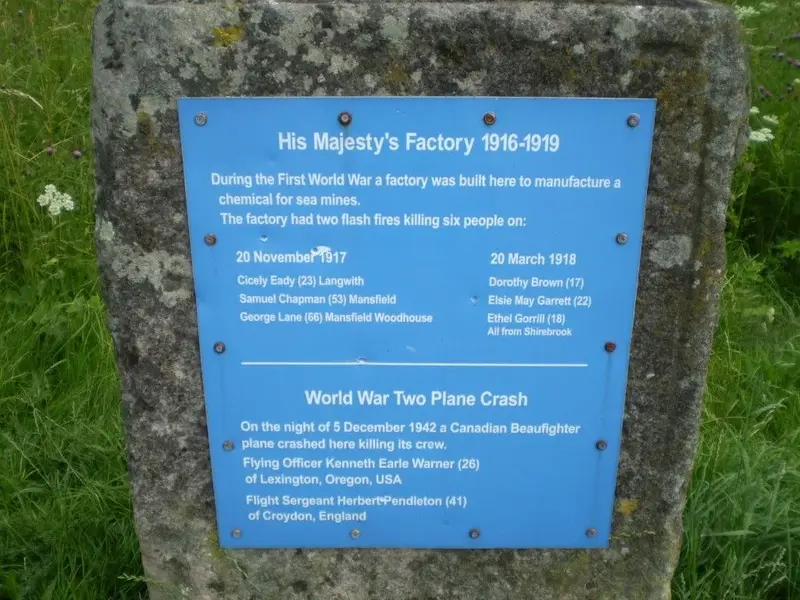 His Majesty's Factory 1916-1919
During the First World War a factory was built here to manufacture a
chemical for sea mines.
The factory had two flash fires killing six people on:
20 November 1917
Cicely Eady (23) Langwith
Samuel Chapman (53) Mansfield
George Lane (66) Mansfield Woodhouse
20 March 1918
Dorothy Brown (17)
Elsie May Garrett (22)
Ethel Gorrill (18)
All from Shirebrook
World War Two Plane Crash
On the night of 5 December 1942 a Canadian Beaufighter
plane crashed here killing its crew.
Flying Officer Kenneth Earle Warner (26)
of Lexington, Oregon, USA
Flight Sergeant Herbert Pendleton (41)
of Croydon, England